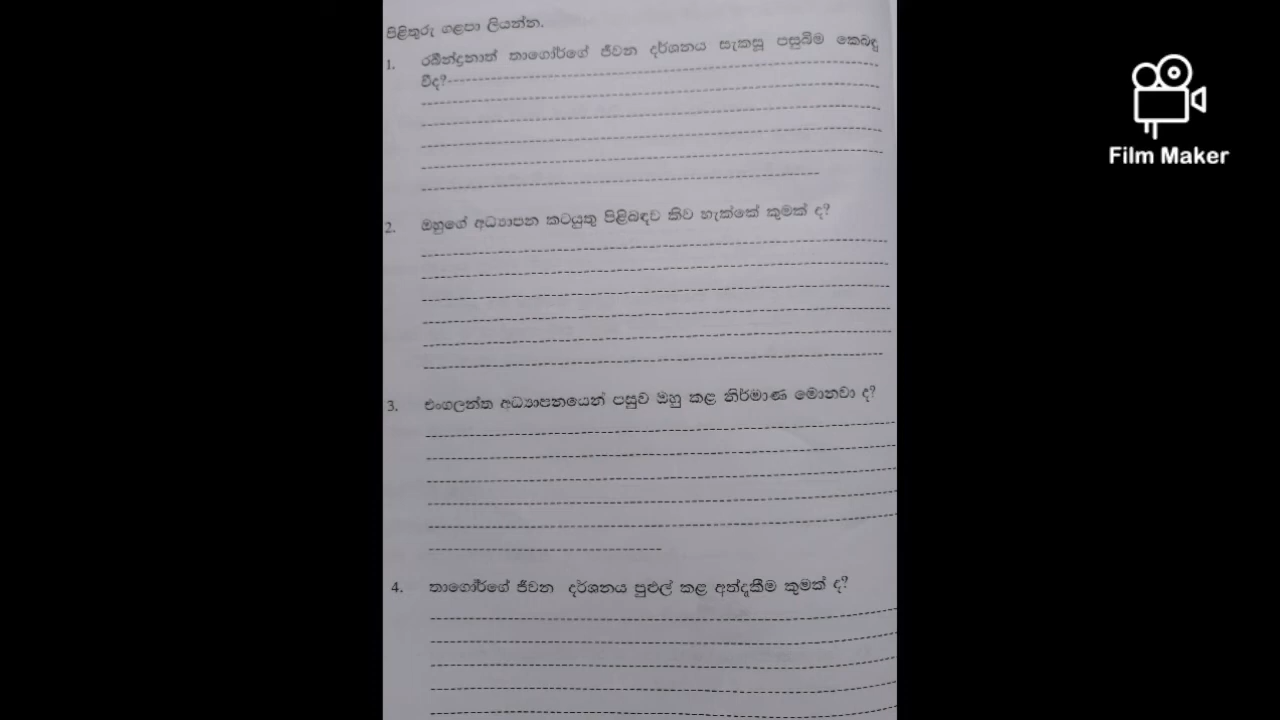 පිළිතුරු ගළපා ලියන්න.
1. රබීන්ද්‍රනාත් තාගෝර්ගේ ජීවන දර්ශනය සැකසූ පසුබිම කෙබඳු
වීද?
2. ඔහුගේ අධ්‍යාපන කටයුතු පිළිබඳව කිව හැක්කේ කුමක් ද?
3. එංගලන්ත අධ්‍යාපනයෙන් පසුව ඔහු කළ නිර්මාණ මොනවා ද?
4. තාගෝර්ගේ ජීවන දර්ශනය පුළුල් කළ අත්දැකීම කුමක් ද?
Film Maker